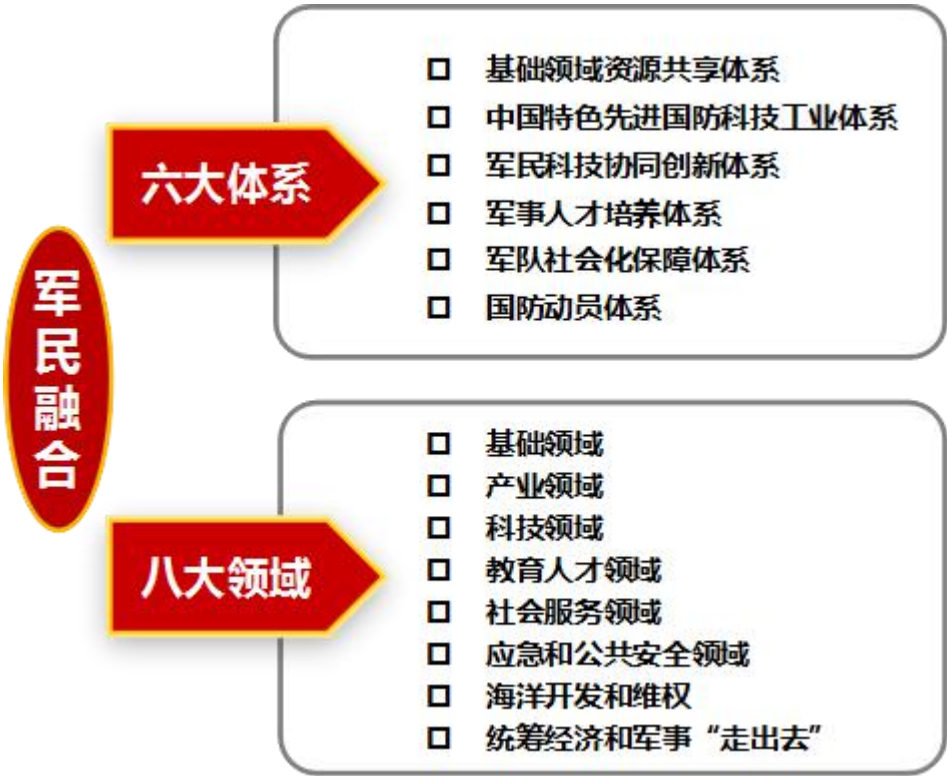 军民融合
六大体系
基础领域资源共享体系
中国特色先进国防科技工业体系
军民科技协同创新体系
军事人才培养体系
军队社会化保障体系
国防动员体系
八大领域
基础领域
产业领域
科技领域
教育人才领域
社会服务领域
应急和公共安全领域
海洋开发和维权
统筹经济和军事“走出去”